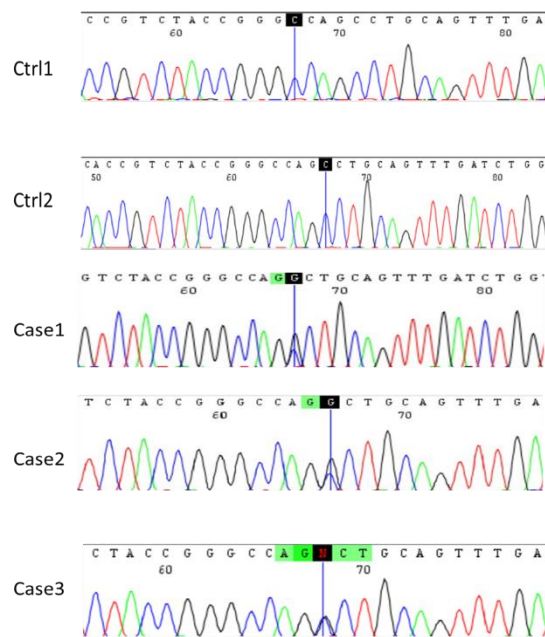 C C G T C T A C C G G G C C A G C C T G C A G T T T G A
60 70 80
Ctrl1
CACCGTCTACCGGGCCAGCCTGCAGTTTGATCTGG
50 60 70 80
Ctrl2
G T C T A C C G G G C C A G G C T G C A G T T T G A T C T G G T
60 70 80
Case1
T C T A C C G G G C C A G G C T G C A G T T T G A
60 70
Case2
C T A C C G G G C C A G N C T G C A G T T T G A
60 70
Case3